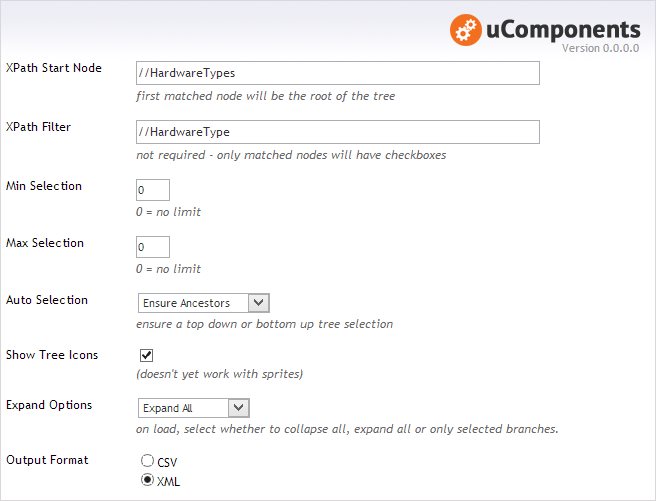 uComponents
Version 0.0.0.0
XPath Start Node
//HardwareTypes
first matched node will be the root of the tree
XPath Filter
//HardwareType
not required - only matched nodes will have checkboxes
Min Selection
0
0 = no limit
Max Selection
0
0 = no limit
Auto Selection
Ensure Ancestors
ensure a top down or bottom up tree selection
Show Tree Icons
(doesn't yet work with sprites)
Expand Options
Expand All
on load, select whether to collapse all, expand all or only selected branches.
Output Format
CSV
XML